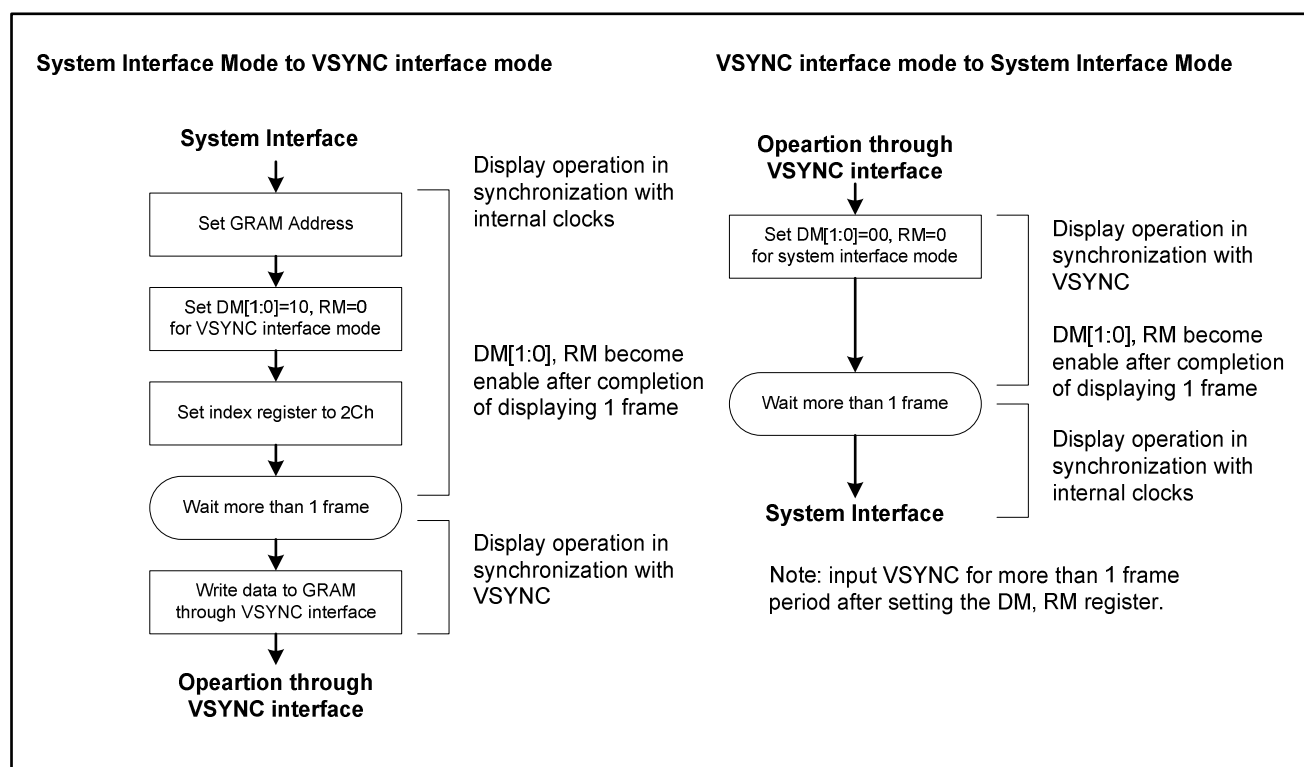 System Interface Mode to VSYNC interface mode
System Interface
Set GRAM Address
Set DM[1:0]=10, RM=0
for VSYNC interface mode
Set index register to 2Ch
Wait more than 1 frame
Write data to GRAM
through VSYNC interface
Opeartion through
VSYNC interface
Display operation in
synchronization with
internal clocks
DM[1:0], RM become
enable after completion
of displaying 1 frame
Display operation in
synchronization with
VSYNC
VSYNC interface mode to System Interface Mode
Opeartion through
VSYNC interface
Set DM[1:0]=00, RM=0
for system interface mode
Wait more than 1 frame
System Interface
Display operation in
synchronization with
VSYNC
DM[1:0], RM become
enable after completion
of displaying 1 frame
Display operation in
synchronization with
internal clocks
Note: input VSYNC for more than 1 frame
period after setting the DM, RM register.